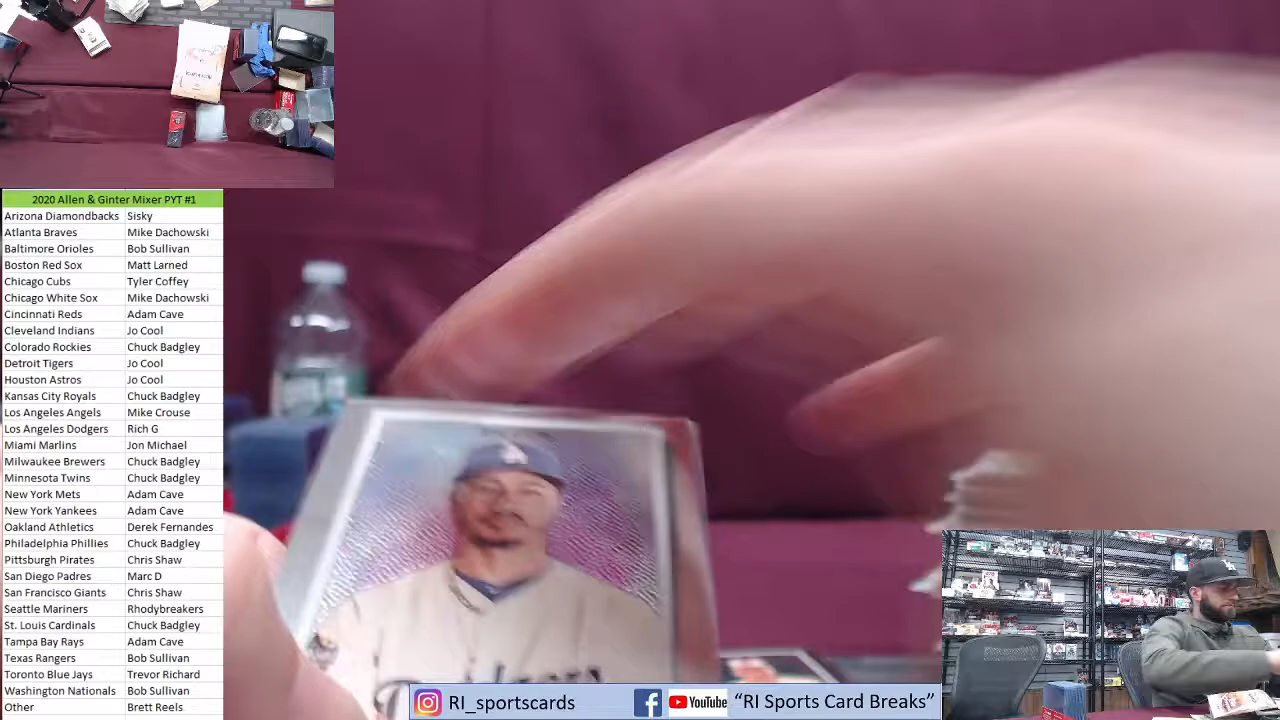 2020 Allen & Ginter Mixer PYT #1
Arizona Diamondbacks Sisky
Atlanta Braves Mike Dachowski
Baltimore Orioles Bob Sullivan
Boston Red Sox Matt Larned
Chicago Cubs Tyler Coffey
Chicago White Sox Mike Dachowski
Cincinnati Reds Adam Cave
Cleveland Indians Jo Cool
Colorado Rockies Chuck Badgley
Detroit Tigers Jo Cool
Houston Astros Jo Cool
Kansas City Royals Chuck Badgley
Los Angeles Angels Mike Crouse
Los Angeles Dodgers Rich G
Miami Marlins Jon Michael
Milwaukee Brewers Chuck Badgley
Minnesota Twins Chuck Badgley
New York Mets Adam Cave
New York Yankees Adam Cave
Oakland Athletics Derek Fernandes
Philadelphia Phillies Chuck Badgley
Pittsburgh Pirates Chris Shaw
San Diego Padres Marc D
San Francisco Giants Chris Shaw
Seattle Mariners Rhodybreakers
St. Louis Cardinals Chuck Badgley
Tampa Bay Rays Adam Cave
Texas Rangers Bob Sullivan
Toronto Blue Jays Trevor Richard
Washington Nationals Bob Sullivan
Other Brett Reels
RI_sportscards YouTube "RI Sports Card Breaks"